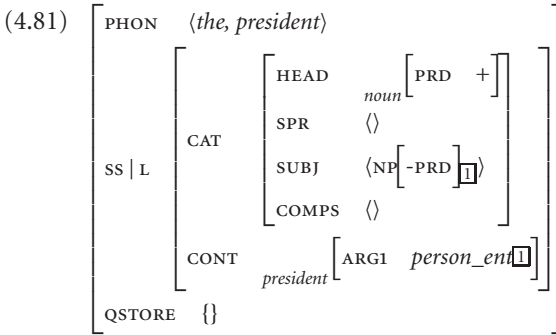 (4.81)
PHON ⟨the, president⟩
HEAD noun[PRD +]
SPR ⟨⟩
CAT
SUBJ ⟨NP[-PRD]1⟩
SS | L
COMPS ⟨⟩
CONT president[ARG1 person_ent1]
QSTORE {}